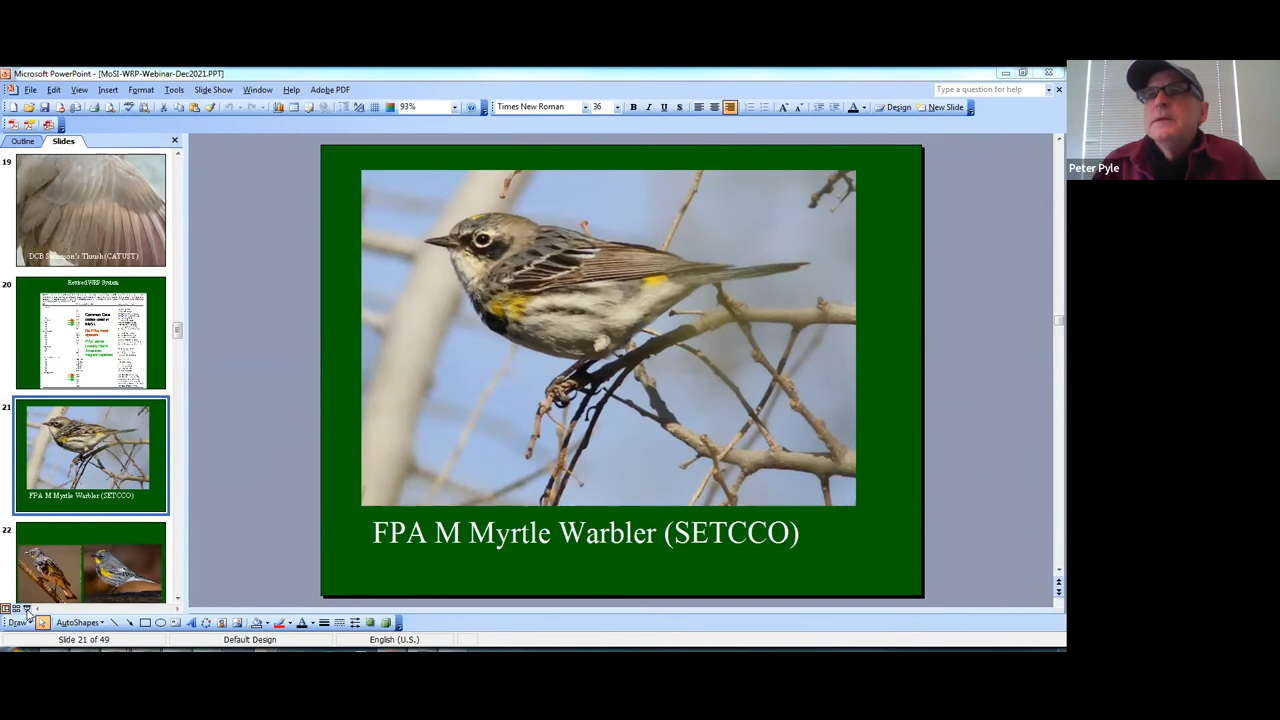 Microsoft PowerPoint - [MoSI-WRP-Webinar-Dec2021.PPT]
File Edit View Insert Format Tools Slide Show Window Help Adobe PDF
Type a question for help
93%
Times New Roman
36
B I U S
Design
New Slide
Outline
Slides
19
DCB Swainson's Thrush (CATUST)
20
Revised WRP System
21
FPA M Myrtle Warbler (SETCCO)
22
FPA M Myrtle Warbler (SETCCO)
Peter Pyle
Draw
AutoShapes
Slide 21 of 49
Default Design
English (U.S.)